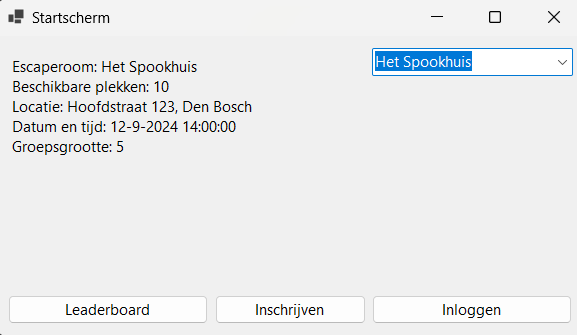 Startscherm
Het Spookhuis
Escaperoom: Het Spookhuis
Beschikbare plekken: 10
Locatie: Hoofdstraat 123, Den Bosch
Datum en tijd: 12-9-2024 14:00:00
Groepsgrootte: 5
Leaderboard
Inschrijven
Inloggen